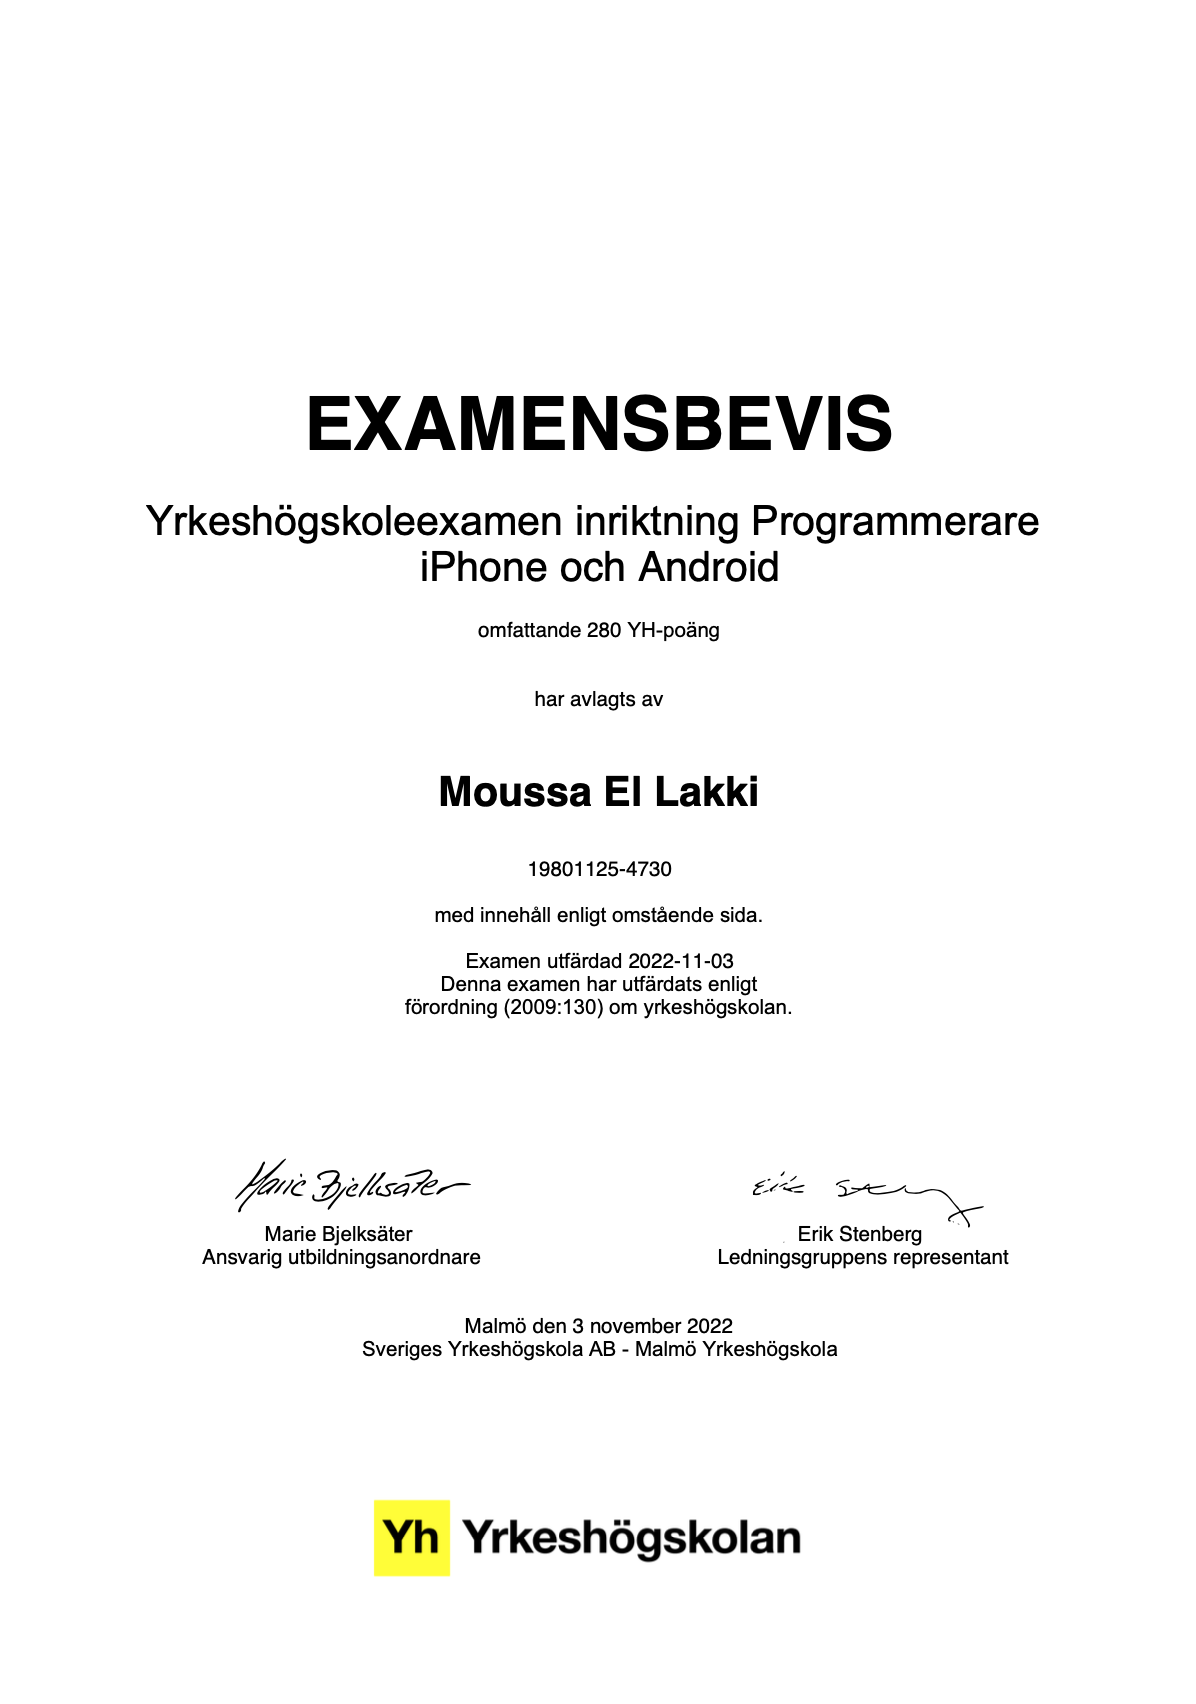 EXAMENSBEVIS
Yrkeshögskoleexamen inriktning Programmerare
iPhone och Android
omfattande 280 YH-poäng
har avlagts av
Moussa El Lakki
19801125-4730
med innehåll enligt omstående sida.
Examen utfärdad 2022-11-03
Denna examen har utfärdats enligt
förordning (2009:130) om yrkeshögskolan.
Marie Bjelksäter
Erik Stenberg
Marie Bjelksäter
Ansvarig utbildningsanordnare
Erik Stenberg
Ledningsgruppens representant
Malmö den 3 november 2022
Sveriges Yrkeshögskola AB - Malmö Yrkeshögskola
Yh Yrkeshögskolan